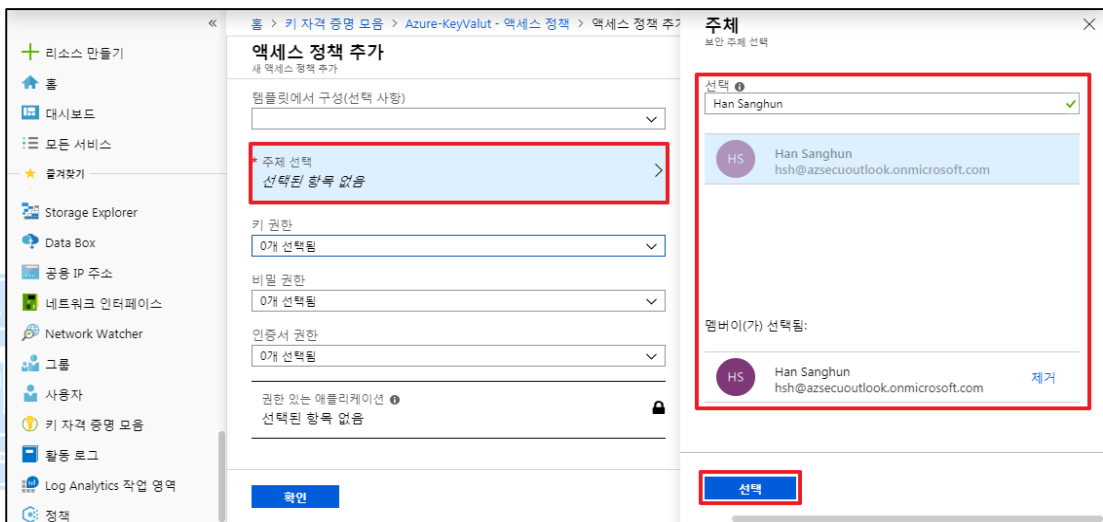 «
리소스 만들기
홈
대시보드
모든 서비스
즐겨찾기
Storage Explorer
Data Box
공용 IP 주소
네트워크 인터페이스
Network Watcher
그룹
사용자
키 자격 증명 모음
활동 로그
Log Analytics 작업 영역
정책
홈 > 키 자격 증명 모음 > Azure-KeyValut - 액세스 정책 > 액세스 정책 추가
액세스 정책 추가
새 액세스 정책 추가
템플릿에서 구성(선택 사항)
* 주체 선택
선택된 항목 없음
키 권한
0개 선택됨
비밀 권한
0개 선택됨
인증서 권한
0개 선택됨
권한 있는 애플리케이션
선택된 항목 없음
확인
주체
보안 주체 선택
선택
Han Sanghun
HS
Han Sanghun
hsh@azsecuoutlook.onmicrosoft.com
멤버이(가) 선택됨:
HS
Han Sanghun
hsh@azsecuoutlook.onmicrosoft.com
제거
선택